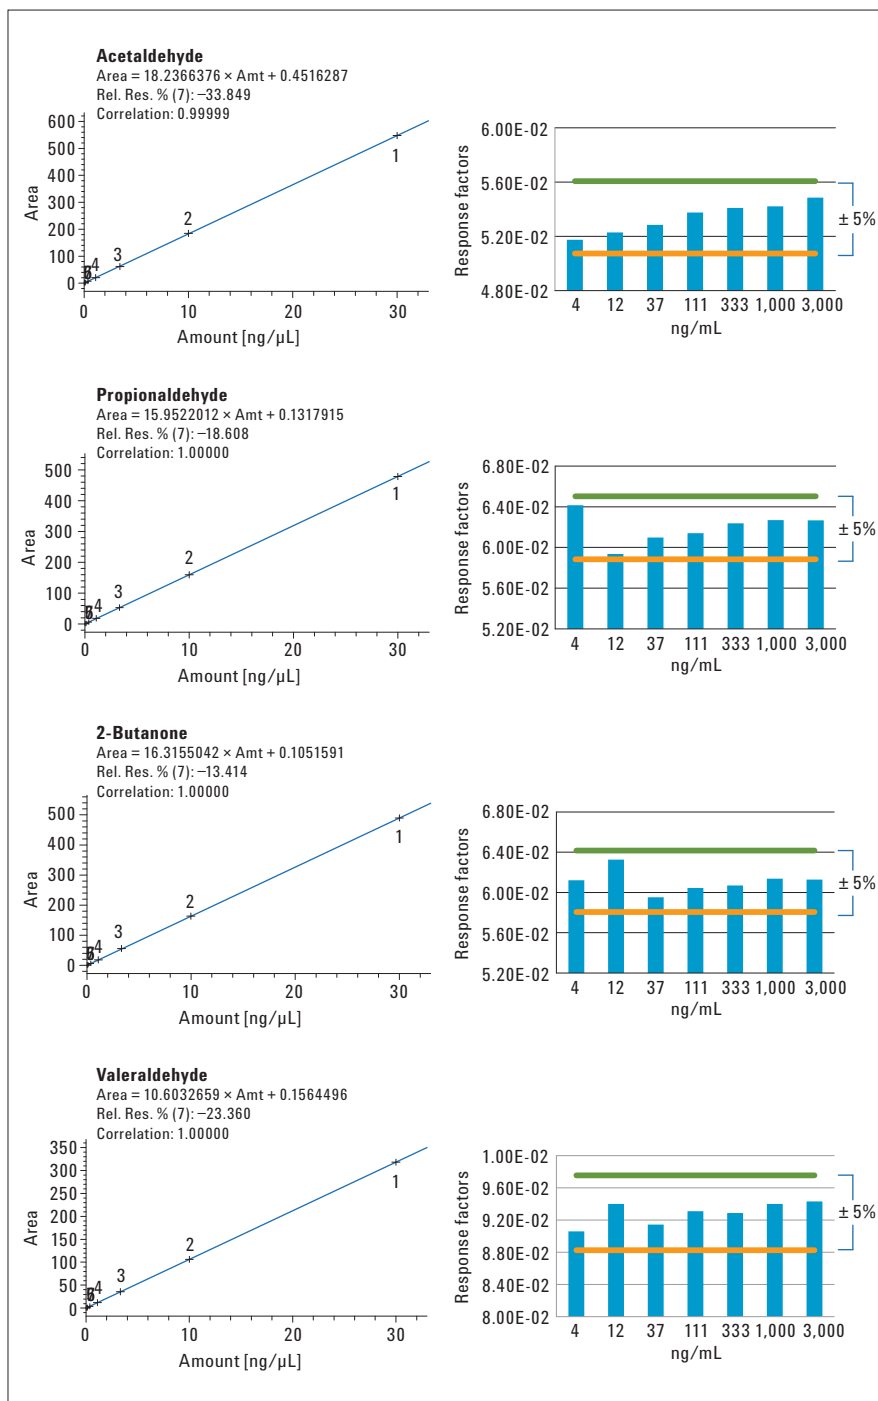 Acetaldehyde
Area = 18.2366376 × Amt + 0.4516287
Rel. Res. % (7): –33.849
Correlation: 0.99999
600
500
400
300
200
100
0
Area
1
2
3
4
0
10
20
30
Amount [ng/µL]
6.00E-02
5.60E-02
5.20E-02
4.80E-02
Response factors
± 5%
4 12 37 111 333 1,000 3,000
ng/mL
Propionaldehyde
Area = 15.9522012 × Amt + 0.1317915
Rel. Res. % (7): –18.608
Correlation: 1.00000
500
400
300
200
100
0
Area
1
2
3
4
0
10
20
30
Amount [ng/µL]
6.80E-02
6.40E-02
6.00E-02
5.60E-02
5.20E-02
Response factors
± 5%
4 12 37 111 333 1,000 3,000
ng/mL
2-Butanone
Area = 16.3155042 × Amt + 0.1051591
Rel. Res. % (7): –13.414
Correlation: 1.00000
500
400
300
200
100
0
Area
1
2
3
4
0
10
20
30
Amount [ng/µL]
6.80E-02
6.40E-02
6.00E-02
5.60E-02
5.20E-02
Response factors
± 5%
4 12 37 111 333 1,000 3,000
ng/mL
Valeraldehyde
Area = 10.6032659 × Amt + 0.1564496
Rel. Res. % (7): –23.360
Correlation: 1.00000
350
300
250
200
150
100
50
0
Area
1
2
3
4
0
10
20
30
Amount [ng/µL]
1.00E-02
9.60E-02
9.20E-02
8.80E-02
8.40E-02
8.00E-02
Response factors
± 5%
4 12 37 111 333 1,000 3,000
ng/mL